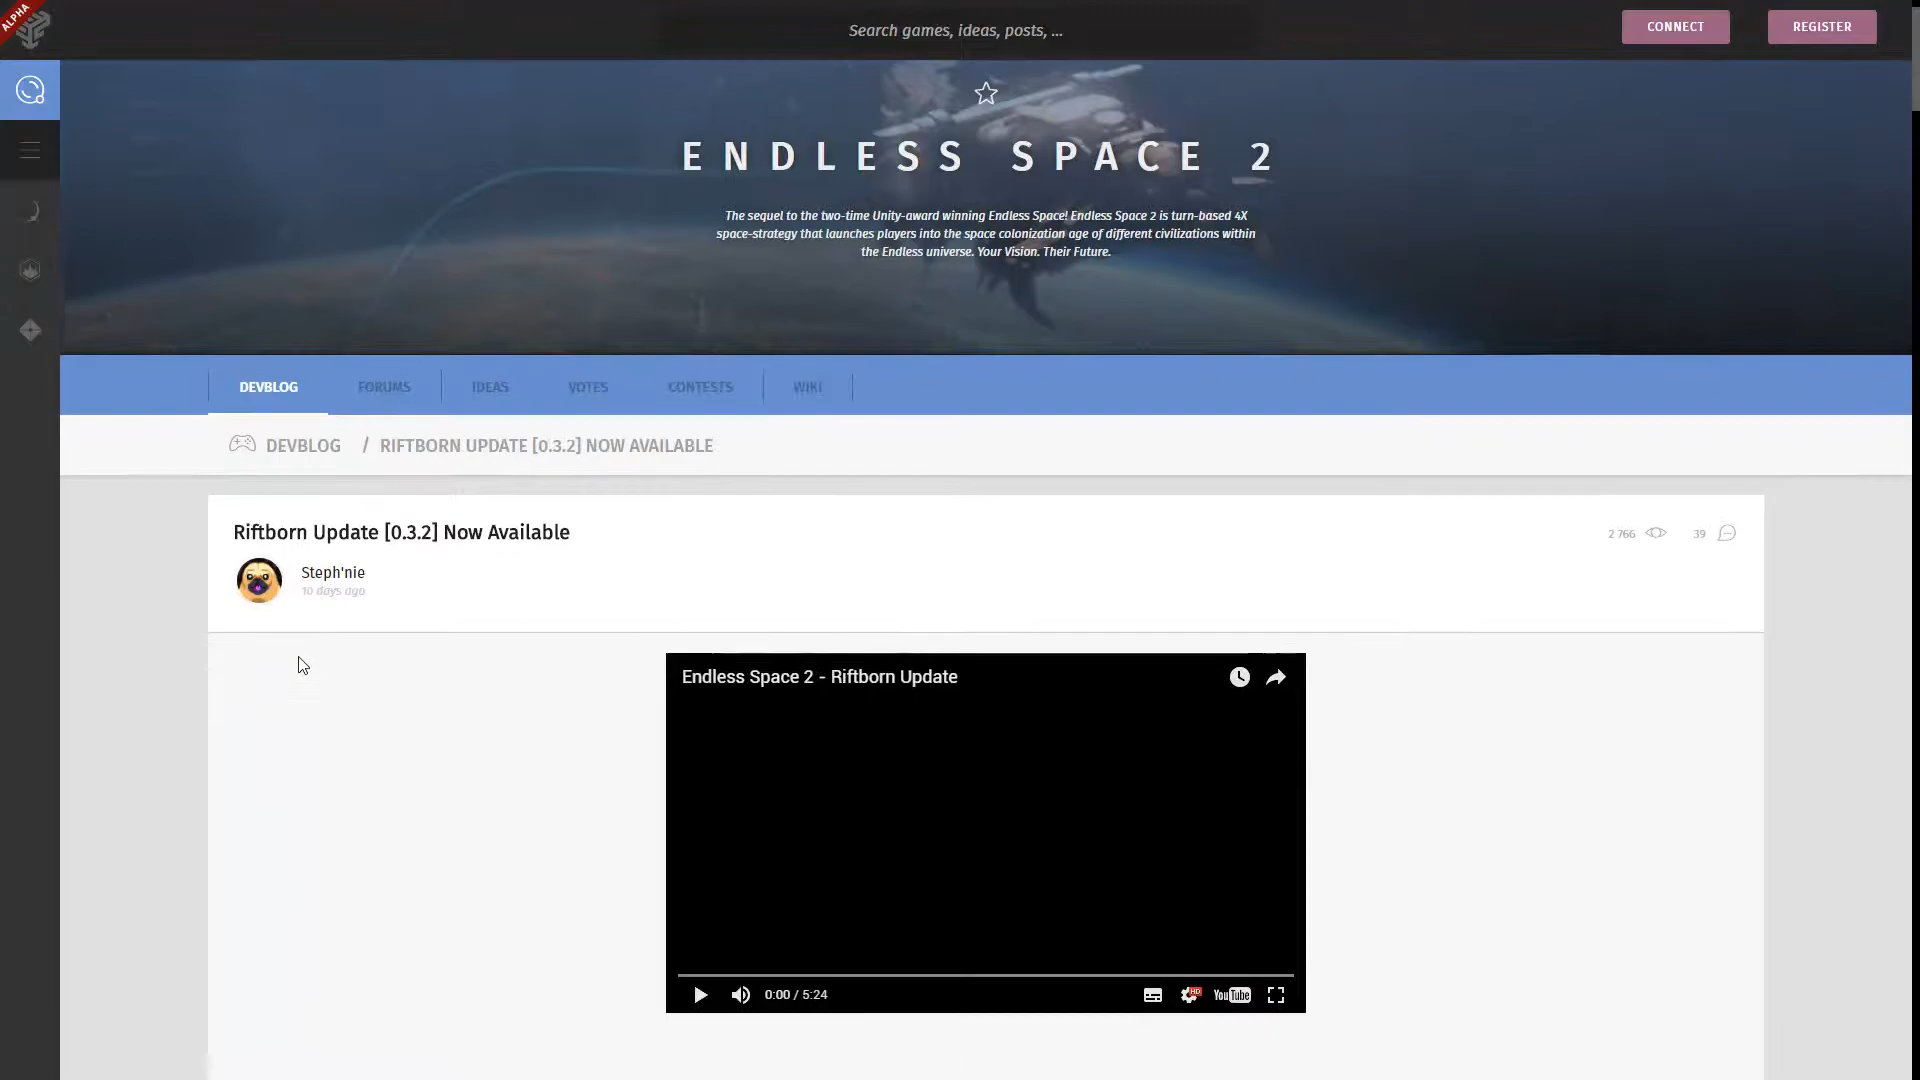 ALPHA
Search games, ideas, posts, ...
CONNECT
REGISTER
ENDLESS SPACE 2
The sequel to the two-time Unity-award winning Endless Space! Endless Space 2 is turn-based 4X
space-strategy that launches players into the space colonization age of different civilizations within
the Endless universe. Your Vision. Their Future.
DEVBLOG
FORUMS
IDEAS
VOTES
CONTESTS
WIKI
DEVBLOG / RIFTBORN UPDATE [0.3.2] NOW AVAILABLE
Riftborn Update [0.3.2] Now Available
2 766
39
Steph'nie
10 days ago
Endless Space 2 - Riftborn Update
0:00 / 5:24
HD
YouTube